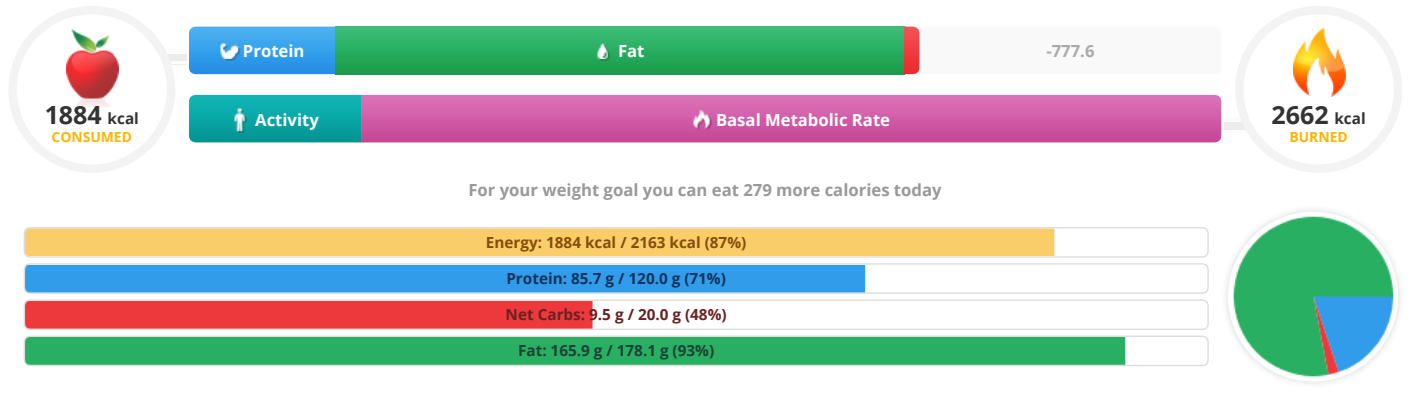 1884 kcal
CONSUMED
Protein
Fat
-777.6
Activity
Basal Metabolic Rate
2662 kcal
BURNED
For your weight goal you can eat 279 more calories today
Energy: 1884 kcal / 2163 kcal (87%)
Protein: 85.7 g / 120.0 g (71%)
Net Carbs: 9.5 g / 20.0 g (48%)
Fat: 165.9 g / 178.1 g (93%)